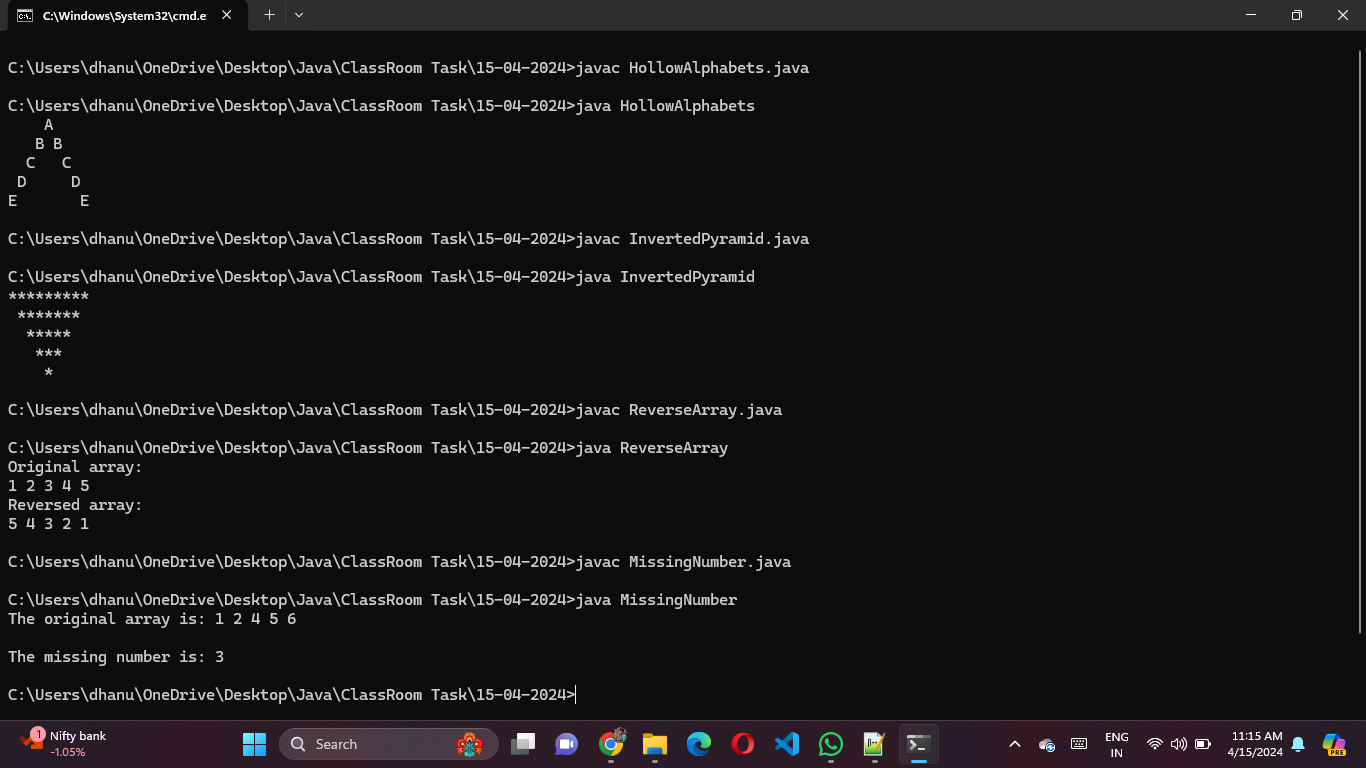 C:\Windows\System32\cmd.e
C:\Users\dhanu\OneDrive\Desktop\Java\ClassRoom Task\15-04-2024>javac HollowAlphabets.java
C:\Users\dhanu\OneDrive\Desktop\Java\ClassRoom Task\15-04-2024>java HollowAlphabets
    A
   B B
  C   C
 D     D
E       E
C:\Users\dhanu\OneDrive\Desktop\Java\ClassRoom Task\15-04-2024>javac InvertedPyramid.java
C:\Users\dhanu\OneDrive\Desktop\Java\ClassRoom Task\15-04-2024>java InvertedPyramid
*********
 *******
  *****
   ***
    *
C:\Users\dhanu\OneDrive\Desktop\Java\ClassRoom Task\15-04-2024>javac ReverseArray.java
C:\Users\dhanu\OneDrive\Desktop\Java\ClassRoom Task\15-04-2024>java ReverseArray
Original array:
1 2 3 4 5
Reversed array:
5 4 3 2 1
C:\Users\dhanu\OneDrive\Desktop\Java\ClassRoom Task\15-04-2024>javac MissingNumber.java
C:\Users\dhanu\OneDrive\Desktop\Java\ClassRoom Task\15-04-2024>java MissingNumber
The original array is: 1 2 4 5 6
The missing number is: 3
C:\Users\dhanu\OneDrive\Desktop\Java\ClassRoom Task\15-04-2024>
1
Nifty bank
-1.05%
Search
ENG
IN
11:15 AM
4/15/2024
PRE